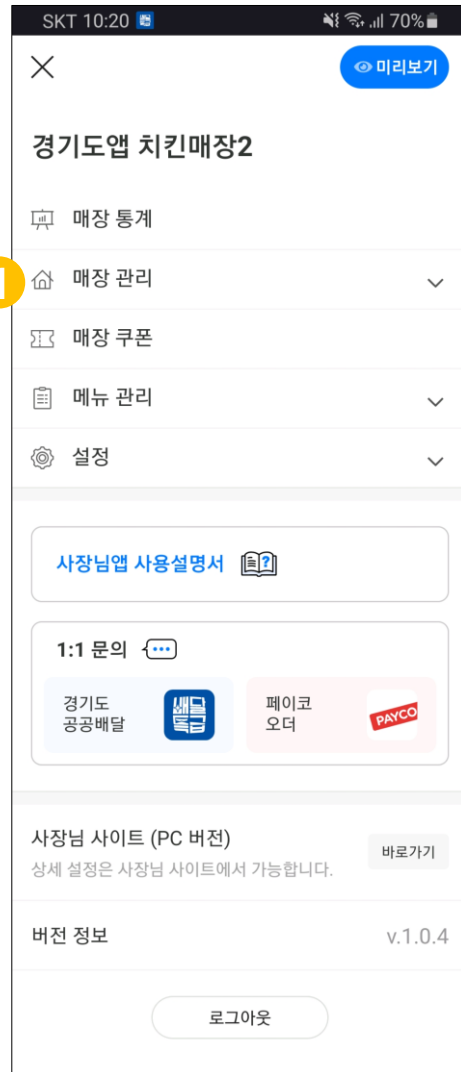 SKT 10:20
70%
미리보기
경기도앱 치킨매장2
매장 통계
1
매장 관리
매장 쿠폰
메뉴 관리
설정
사장님앱 사용설명서
1:1 문의
경기도
공공배달
배달
특급
페이코
오더
PAYCO
사장님 사이트 (PC 버전)
상세 설정은 사장님 사이트에서 가능합니다.
바로가기
버전 정보
v.1.0.4
로그아웃